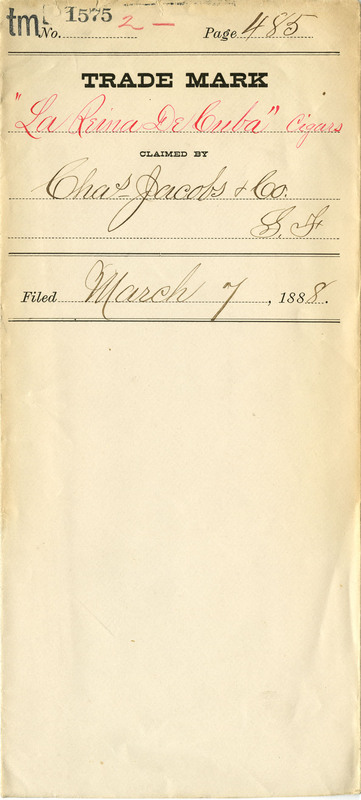 tm
1575
No. 2 — Page 485
TRADE MARK
"La Reina De Cuba" Cigars
CLAIMED BY
Chas Jacobs & Co.
S. F.
Filed March 7, 1888.